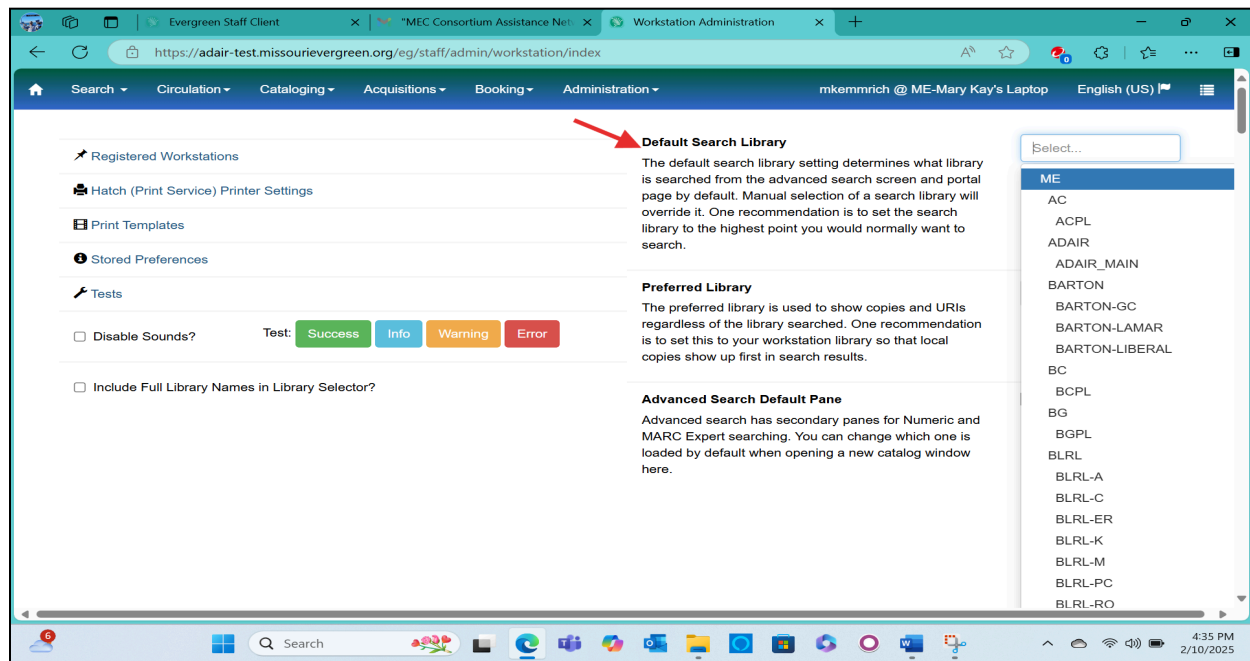 Evergreen Staff Client
"MEC Consortium Assistance Net
Workstation Administration
https://adair-test.missourievergreen.org/eg/staff/admin/workstation/index
0
Search
Circulation
Cataloging
Acquisitions
Booking
Administration
mkemmrich @ ME-Mary Kay's Laptop
English (US)
Registered Workstations
Hatch (Print Service) Printer Settings
Print Templates
Stored Preferences
Tests
Disable Sounds?
Test:
Success
Info
Warning
Error
Include Full Library Names in Library Selector?
Default Search Library
The default search library setting determines what library
is searched from the advanced search screen and portal
page by default. Manual selection of a search library will
override it. One recommendation is to set the search
library to the highest point you would normally want to
search.
Preferred Library
The preferred library is used to show copies and URIs
regardless of the library searched. One recommendation
is to set this to your workstation library so that local
copies show up first in search results.
Advanced Search Default Pane
Advanced search has secondary panes for Numeric and
MARC Expert searching. You can change which one is
loaded by default when opening a new catalog window
here.
Select...
ME
AC
ACPL
ADAIR
ADAIR_MAIN
BARTON
BARTON-GC
BARTON-LAMAR
BARTON-LIBERAL
BC
BCPL
BG
BGPL
BLRL
BLRL-A
BLRL-C
BLRL-ER
BLRL-K
BLRL-M
BLRL-PC
BLRL-RO
6
Search
4:35 PM
2/10/2025